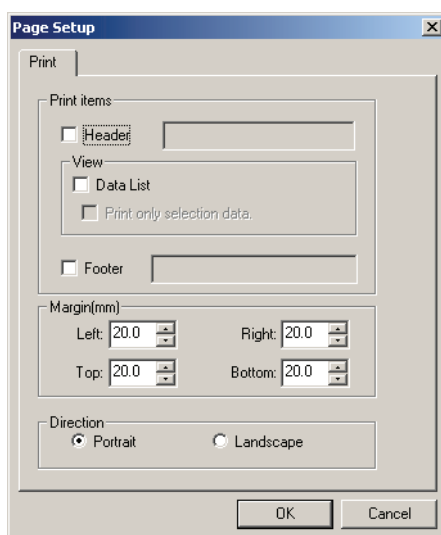 Page Setup
Print
Print items
Header
View
Data List
Print only selection data.
Footer
Margin(mm)
Left: 20.0 Right: 20.0
Top: 20.0 Bottom: 20.0
Direction
Portrait Landscape
OK Cancel